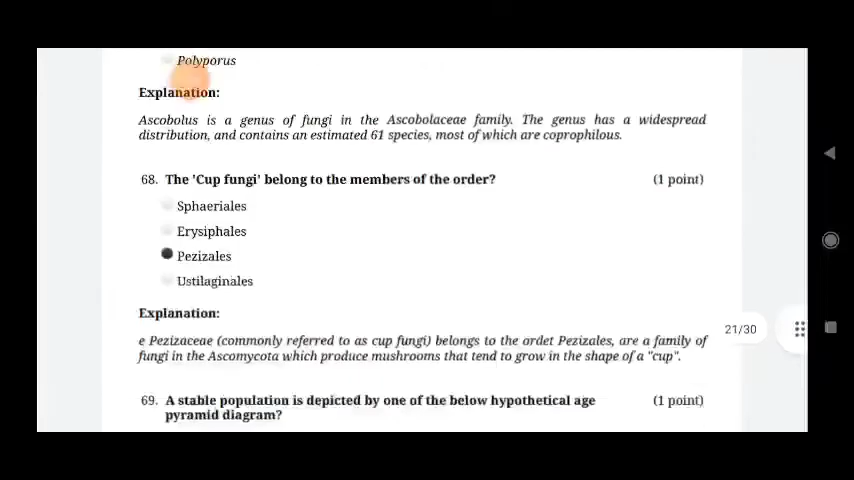 Polyporus
Explanation:
Ascobolus is a genus of fungi in the Ascobolaceae family. The genus has a widespread
distribution, and contains an estimated 61 species, most of which are coprophilous.
68. The 'Cup fungi' belong to the members of the order? (1 point)
Sphaeriales
Erysiphales
Pezizales
Ustilaginales
Explanation:
e Pezizaceae (commonly referred to as cup fungi) belongs to the ordet Pezizales, are a family of
fungi in the Ascomycota which produce mushrooms that tend to grow in the shape of a "cup".
21/30
69. A stable population is depicted by one of the below hypothetical age (1 point)
pyramid diagram?